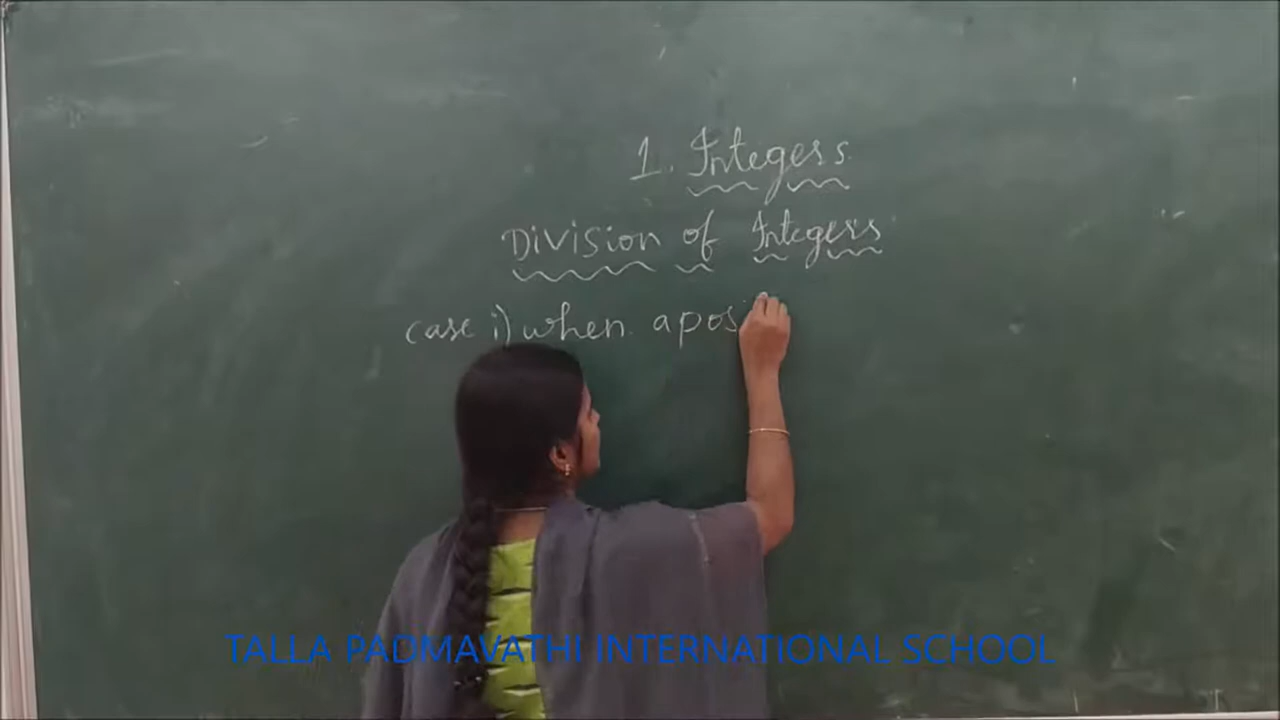 1. Integers
Division of Integers
case i) when a pos
TALLA PADMAVATHI INTERNATIONAL SCHOOL